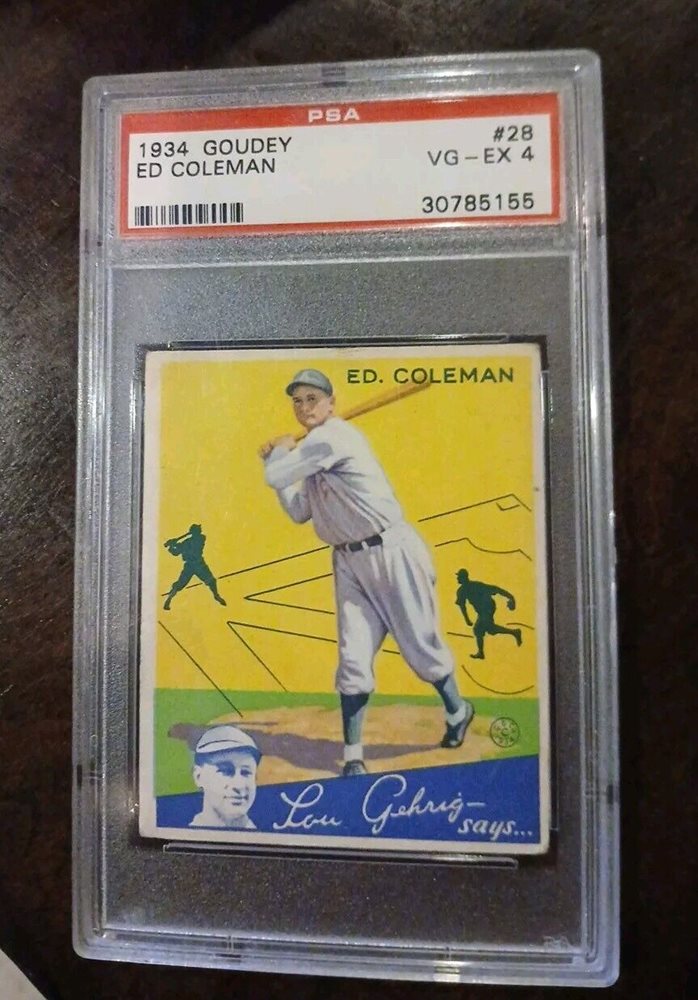 PSA
1934 GOUDEY #28
ED COLEMAN VG-EX 4
30785155
ED. COLEMAN
Lou Gehrig-
says...